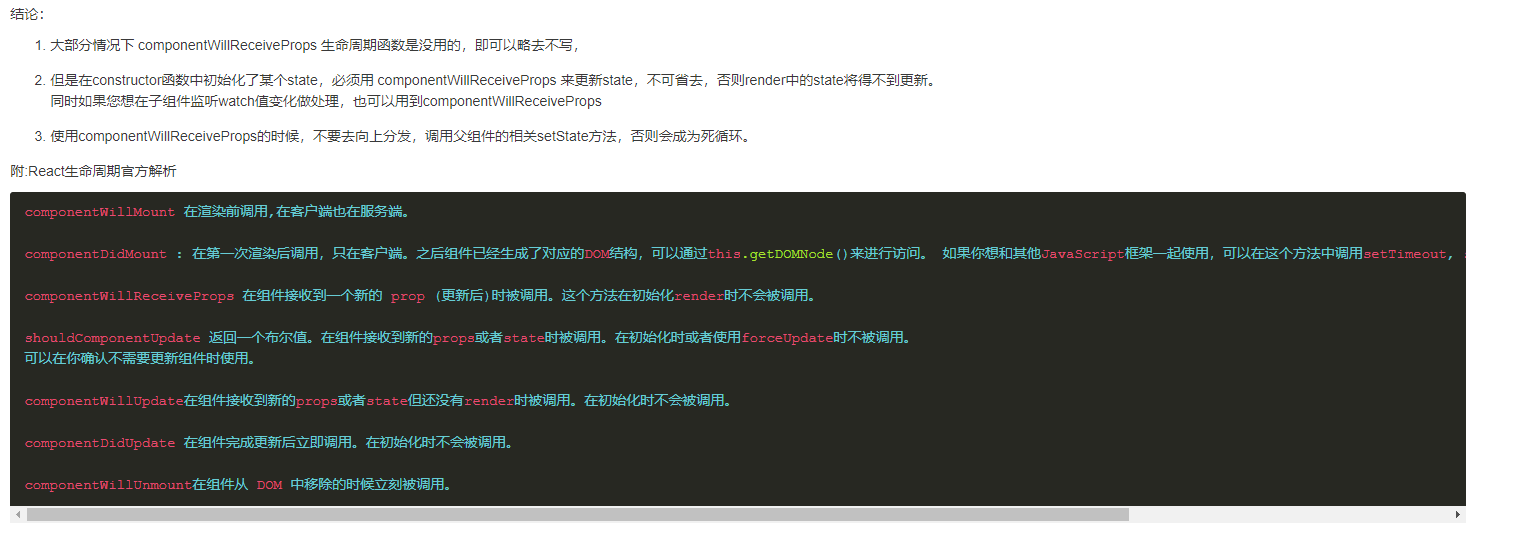 结论：
1. 大部分情况下 componentWillReceiveProps 生命周期函数是没用的，即可以略去不写，
2. 但是在constructor函数中初始化了某个state，必须用 componentWillReceiveProps 来更新state，不可省去，否则render中的state将得不到更新。
同时如果您想在子组件监听watch值变化做处理，也可以用到componentWillReceiveProps
3. 使用componentWillReceiveProps的时候，不要去向上分发，调用父组件的相关setState方法，否则会成为死循环。
附:React生命周期官方解析
componentWillMount 在渲染前调用,在客户端也在服务端。
componentDidMount : 在第一次渲染后调用，只在客户端。之后组件已经生成了对应的DOM结构，可以通过this.getDOMNode()来进行访问。 如果你想和其他JavaScript框架一起使用，可以在这个方法中调用setTimeout,
componentWillReceiveProps 在组件接收到一个新的 prop (更新后)时被调用。这个方法在初始化render时不会被调用。
shouldComponentUpdate 返回一个布尔值。在组件接收到新的props或者state时被调用。在初始化时或者使用forceUpdate时不被调用。
可以在你确认不需要更新组件时使用。
componentWillUpdate在组件接收到新的props或者state但还没有render时被调用。在初始化时不会被调用。
componentDidUpdate 在组件完成更新后立即调用。在初始化时不会被调用。
componentWillUnmount在组件从 DOM 中移除的时候立刻被调用。